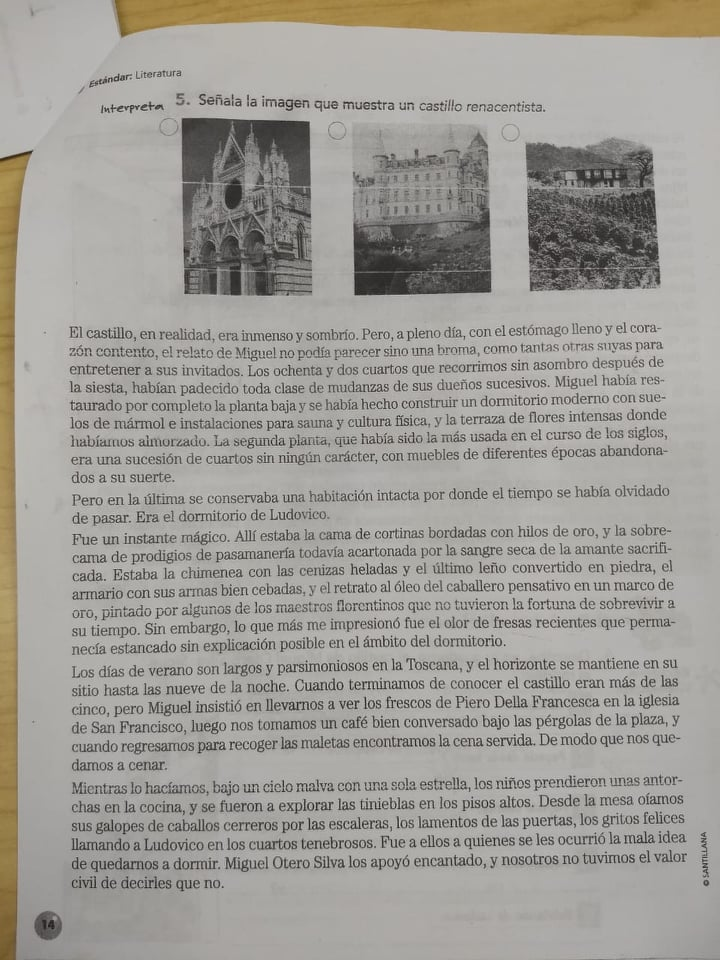 Estándar: Literatura
Interpreta 5. Señala la imagen que muestra un castillo renacentista.
El castillo, en realidad, era inmenso y sombrío. Pero, a pleno día, con el estómago lleno y el cora-
zón contento, el relato de Miguel no podía parecer sino una broma, como tantas otras suyas para
entretener a sus invitados. Los ochenta y dos cuartos que recorrimos sin asombro después de
la siesta, habían padecido toda clase de mudanzas de sus dueños sucesivos. Miguel había res-
taurado por completo la planta baja y se había hecho construir un dormitorio moderno con sue-
los de mármol e instalaciones para sauna y cultura física, y la terraza de flores intensas donde
habíamos almorzado. La segunda planta, que había sido la más usada en el curso de los siglos,
era una sucesión de cuartos sin ningún carácter, con muebles de diferentes épocas abandona-
dos a su suerte.
Pero en la última se conservaba una habitación intacta por donde el tiempo se había olvidado
de pasar. Era el dormitorio de Ludovico.
Fue un instante mágico. Allí estaba la cama de cortinas bordadas con hilos de oro, y la sobre-
cama de prodigios de pasamanería todavía acartonada por la sangre seca de la amante sacrifi-
cada. Estaba la chimenea con las cenizas heladas y el último leño convertido en piedra, el
armario con sus armas bien cebadas, y el retrato al óleo del caballero pensativo en un marco de
oro, pintado por algunos de los maestros florentinos que no tuvieron la fortuna de sobrevivir a
su tiempo. Sin embargo, lo que más me impresionó fue el olor de fresas recientes que perma-
necía estancado sin explicación posible en el ámbito del dormitorio.
Los días de verano son largos y parsimoniosos en la Toscana, y el horizonte se mantiene en su
sitio hasta las nueve de la noche. Cuando terminamos de conocer el castillo eran más de las
cinco, pero Miguel insistió en llevarnos a ver los frescos de Piero Della Francesca en la iglesia
de San Francisco, luego nos tomamos un café bien conversado bajo las pérgolas de la plaza, y
cuando regresamos para recoger las maletas encontramos la cena servida. De modo que nos que-
damos a cenar.
Mientras lo hacíamos, bajo un cielo malva con una sola estrella, los niños prendieron unas antor-
chas en la cocina, y se fueron a explorar las tinieblas en los pisos altos. Desde la mesa oíamos
sus galopes de caballos cerreros por las escaleras, los lamentos de las puertas, los gritos felices
llamando a Ludovico en los cuartos tenebrosos. Fue a ellos a quienes se les ocurrió la mala idea
de quedarnos a dormir. Miguel Otero Silva los apoyó encantado, y nosotros no tuvimos el valor
civil de decirles que no.
© SANTILLANA
14